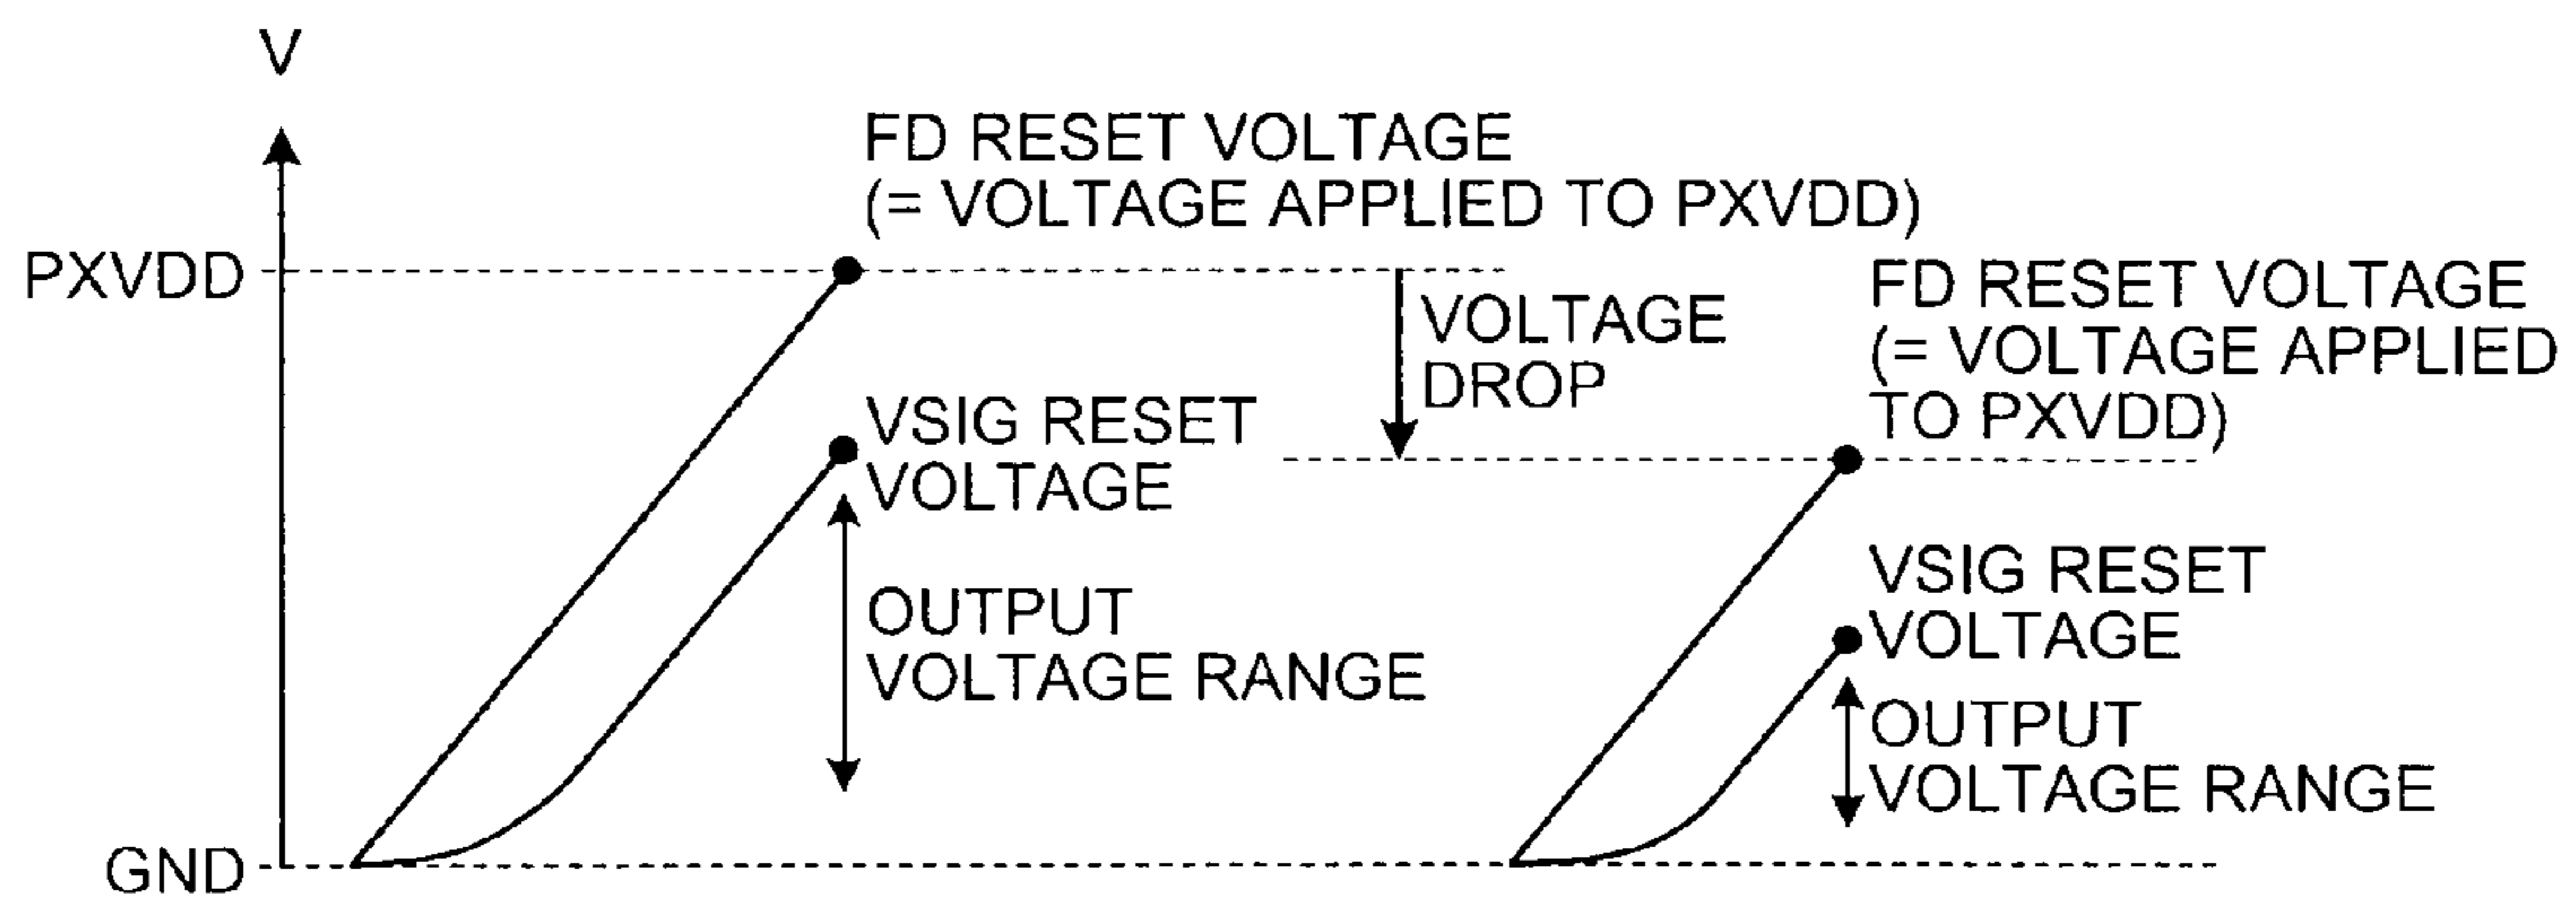 V
FD RESET VOLTAGE
(= VOLTAGE APPLIED TO PXVDD)
PXVDD
VOLTAGE
DROP
FD RESET VOLTAGE
(= VOLTAGE APPLIED
TO PXVDD)
VSIG RESET
VOLTAGE
OUTPUT
VOLTAGE RANGE
VSIG RESET
VOLTAGE
OUTPUT
VOLTAGE RANGE
GND